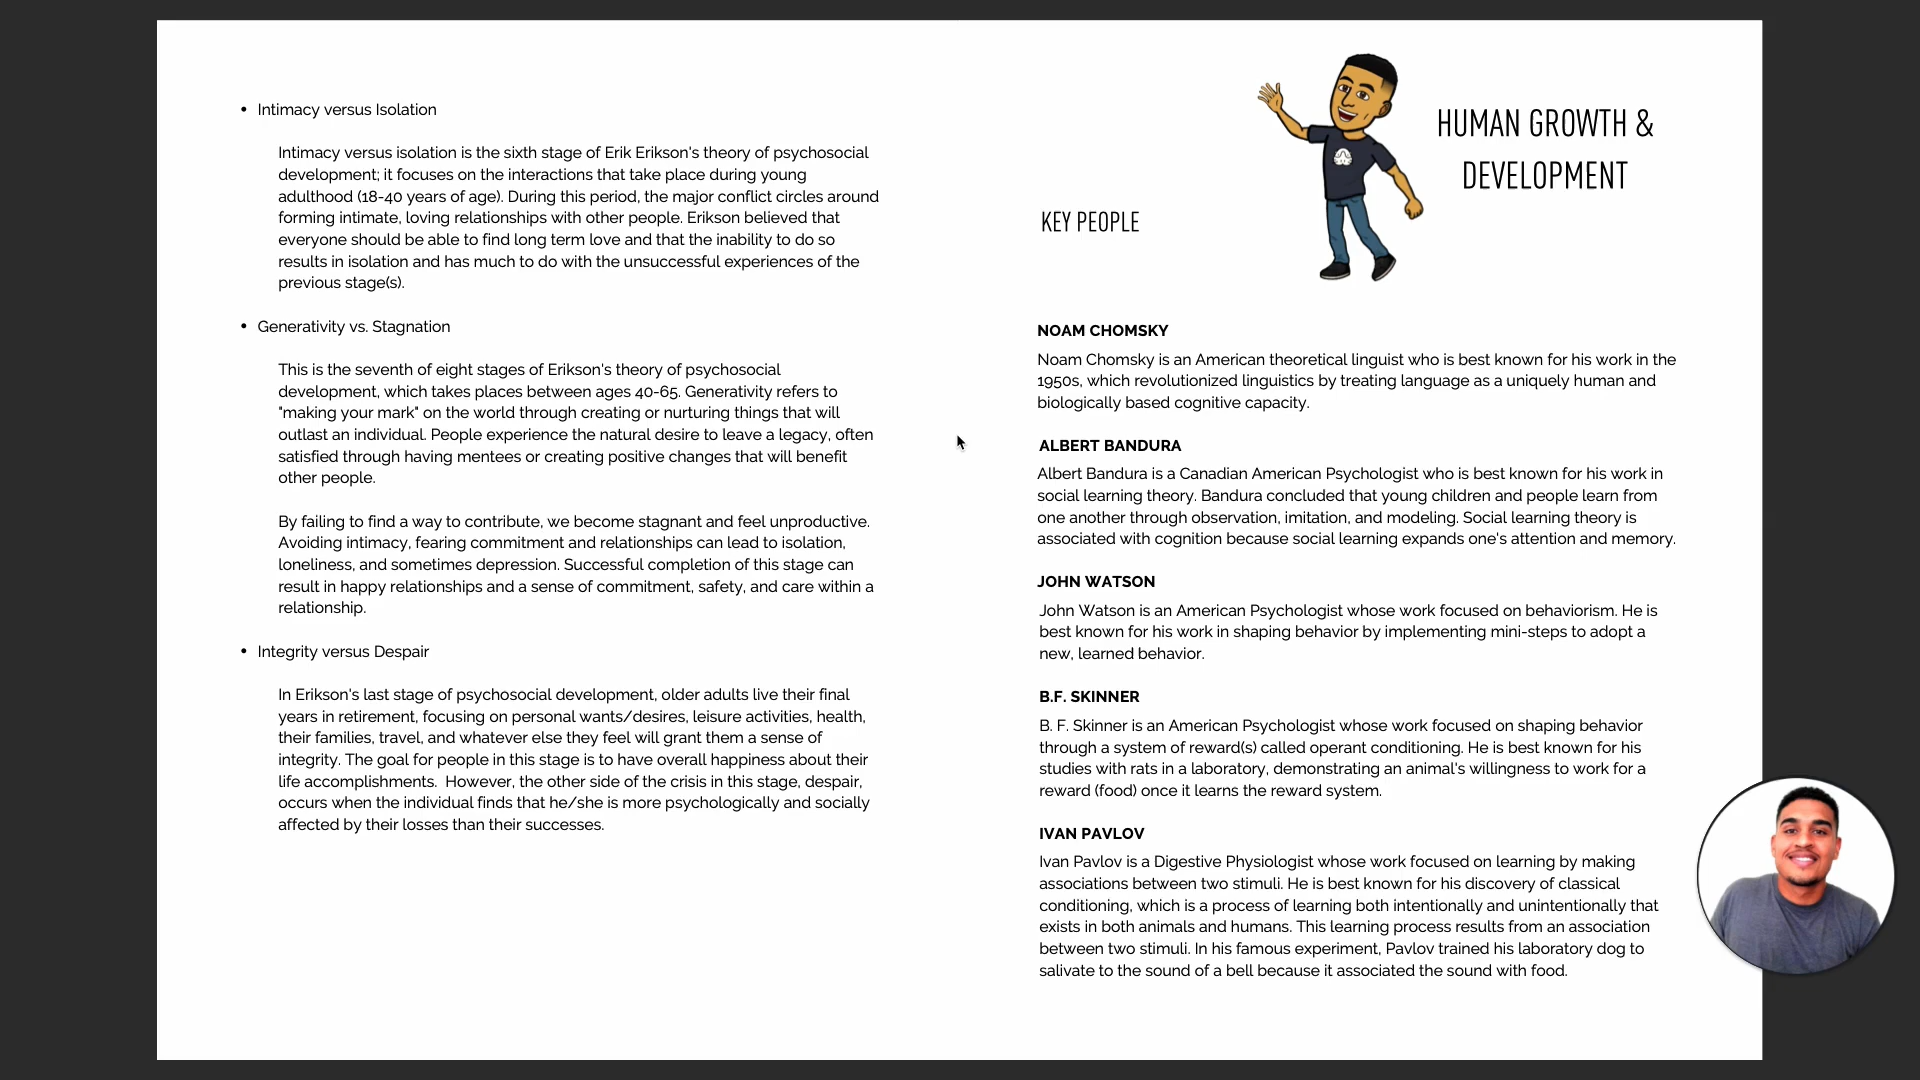 • Intimacy versus Isolation
Intimacy versus isolation is the sixth stage of Erik Erikson's theory of psychosocial
development; it focuses on the interactions that take place during young
adulthood (18-40 years of age). During this period, the major conflict circles around
forming intimate, loving relationships with other people. Erikson believed that
everyone should be able to find long term love and that the inability to do so
results in isolation and has much to do with the unsuccessful experiences of the
previous stage(s).
• Generativity vs. Stagnation
This is the seventh of eight stages of Erikson's theory of psychosocial
development, which takes places between ages 40-65. Generativity refers to
"making your mark" on the world through creating or nurturing things that will
outlast an individual. People experience the natural desire to leave a legacy, often
satisfied through having mentees or creating positive changes that will benefit
other people.
By failing to find a way to contribute, we become stagnant and feel unproductive.
Avoiding intimacy, fearing commitment and relationships can lead to isolation,
loneliness, and sometimes depression. Successful completion of this stage can
result in happy relationships and a sense of commitment, safety, and care within a
relationship.
• Integrity versus Despair
In Erikson's last stage of psychosocial development, older adults live their final
years in retirement, focusing on personal wants/desires, leisure activities, health,
their families, travel, and whatever else they feel will grant them a sense of
integrity. The goal for people in this stage is to have overall happiness about their
life accomplishments.  However, the other side of the crisis in this stage, despair,
occurs when the individual finds that he/she is more psychologically and socially
affected by their losses than their successes.
HUMAN GROWTH &
DEVELOPMENT
KEY PEOPLE
NOAM CHOMSKY
Noam Chomsky is an American theoretical linguist who is best known for his work in the
1950s, which revolutionized linguistics by treating language as a uniquely human and
biologically based cognitive capacity.
ALBERT BANDURA
Albert Bandura is a Canadian American Psychologist who is best known for his work in
social learning theory. Bandura concluded that young children and people learn from
one another through observation, imitation, and modeling. Social learning theory is
associated with cognition because social learning expands one's attention and memory.
JOHN WATSON
John Watson is an American Psychologist whose work focused on behaviorism. He is
best known for his work in shaping behavior by implementing mini-steps to adopt a
new, learned behavior.
B.F. SKINNER
B. F. Skinner is an American Psychologist whose work focused on shaping behavior
through a system of reward(s) called operant conditioning. He is best known for his
studies with rats in a laboratory, demonstrating an animal's willingness to work for a
reward (food) once it learns the reward system.
IVAN PAVLOV
Ivan Pavlov is a Digestive Physiologist whose work focused on learning by making
associations between two stimuli. He is best known for his discovery of classical
conditioning, which is a process of learning both intentionally and unintentionally that
exists in both animals and humans. This learning process results from an association
between two stimuli. In his famous experiment, Pavlov trained his laboratory dog to
salivate to the sound of a bell because it associated the sound with food.